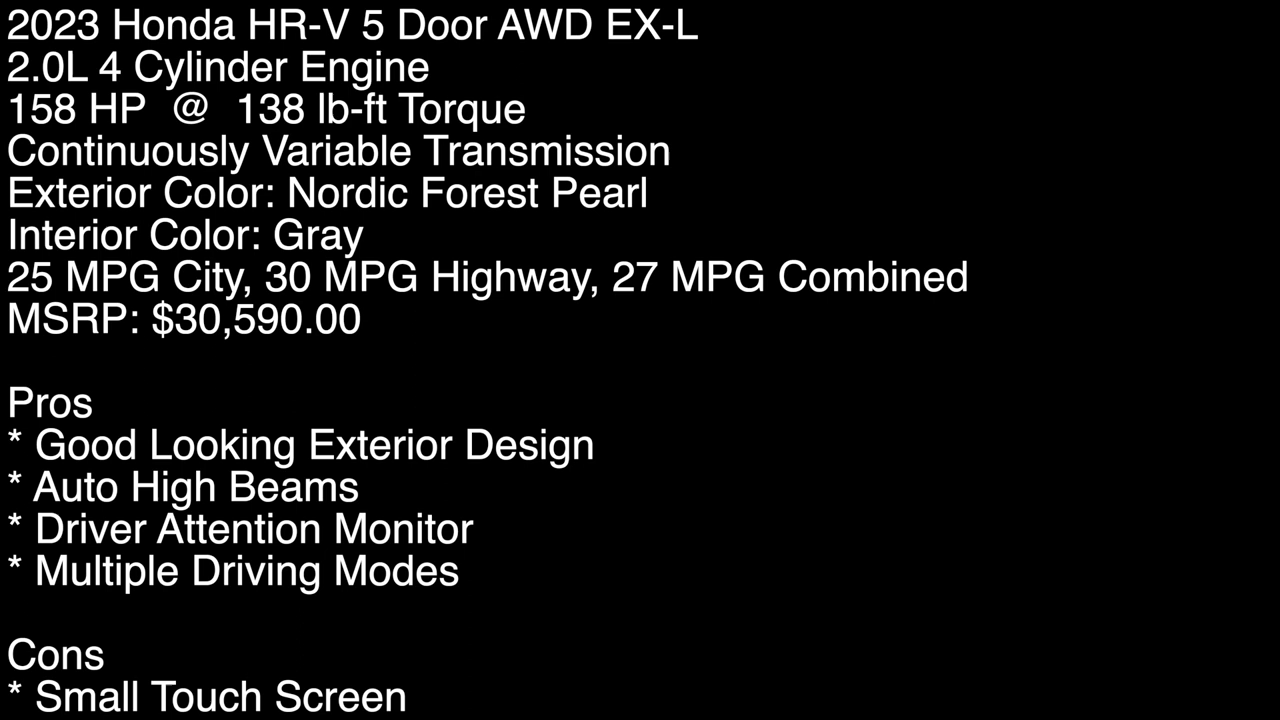 2023 Honda HR-V 5 Door AWD EX-L
2.0L 4 Cylinder Engine
158 HP  @  138 lb-ft Torque
Continuously Variable Transmission
Exterior Color: Nordic Forest Pearl
Interior Color: Gray
25 MPG City, 30 MPG Highway, 27 MPG Combined
MSRP: $30,590.00
Pros
* Good Looking Exterior Design
* Auto High Beams
* Driver Attention Monitor
* Multiple Driving Modes
Cons
* Small Touch Screen